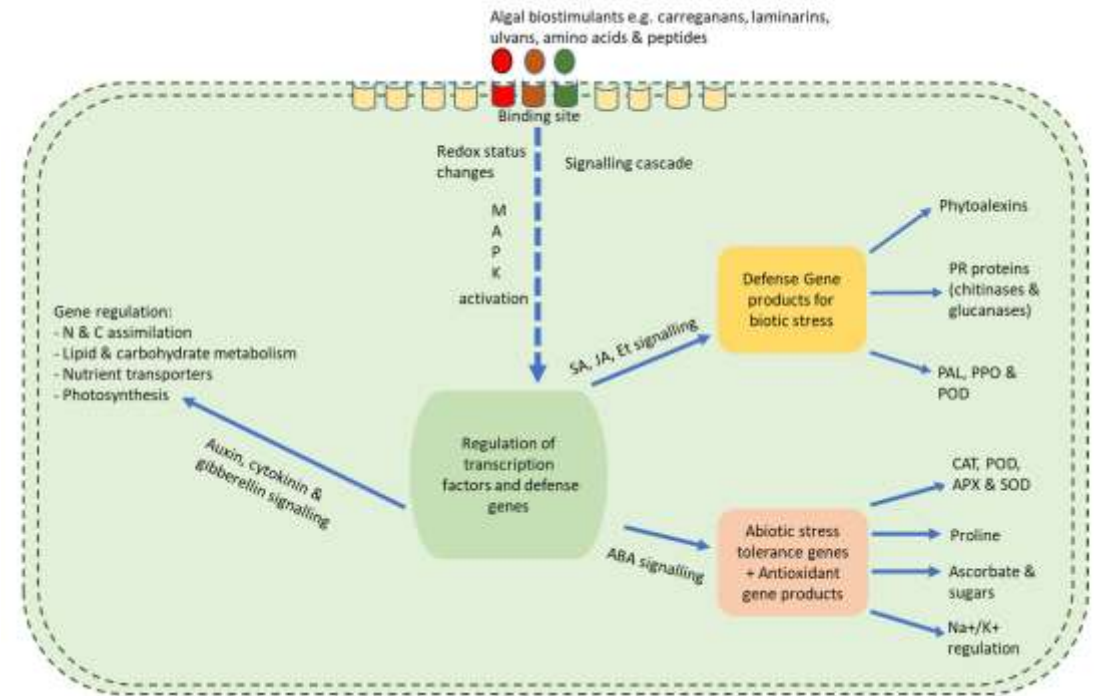 Algal biostimulants e.g. carreganans, laminarins,
ulvans, amino acids & peptides
Binding site
Redox status
changes
Signalling cascade
M
A
P
K
activation
Gene regulation:
- N & C assimilation
- Lipid & carbohydrate metabolism
- Nutrient transporters
- Photosynthesis
Auxin, cytokinin &
gibberellin signalling
Regulation of
transcription
factors and defense
genes
SA, JA, Et signalling
Defense Gene
products for
biotic stress
Phytoalexins
PR proteins
(chitinases &
glucanases)
PAL, PPO &
POD
ABA signalling
Abiotic stress
tolerance genes
+ Antioxidant
gene products
CAT, POD,
APX & SOD
Proline
Ascorbate &
sugars
Na+/K+
regulation